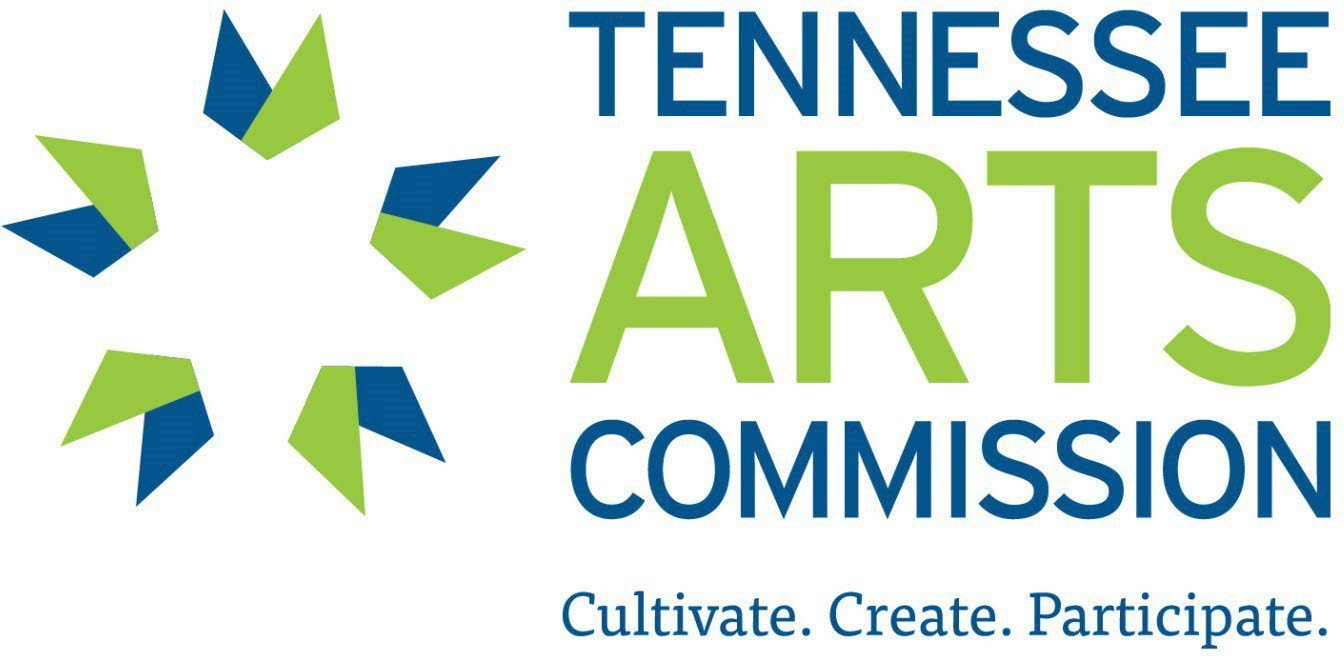 TENNESSEE
ARTS
COMMISSION
Cultivate. Create. Participate.